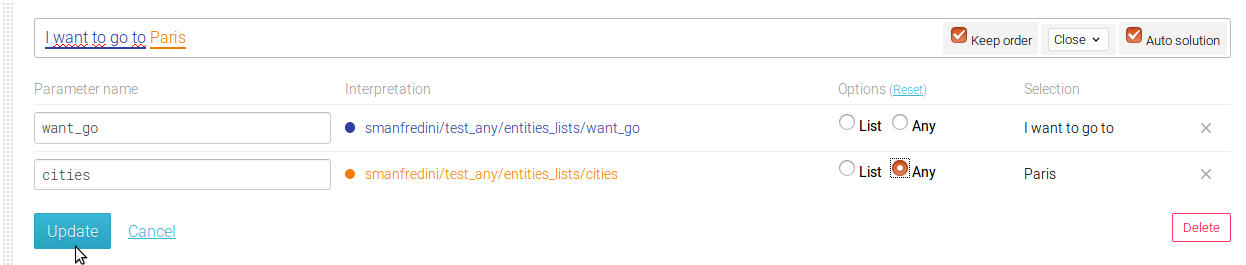 I want to go to Paris Keep order Close Auto solution
Parameter name Interpretation Options (Reset) Selection
want_go smanfredini/test_any/entities_lists/want_go List Any I want to go to
cities smanfredini/test_any/entities_lists/cities List Any Paris
Update Cancel Delete